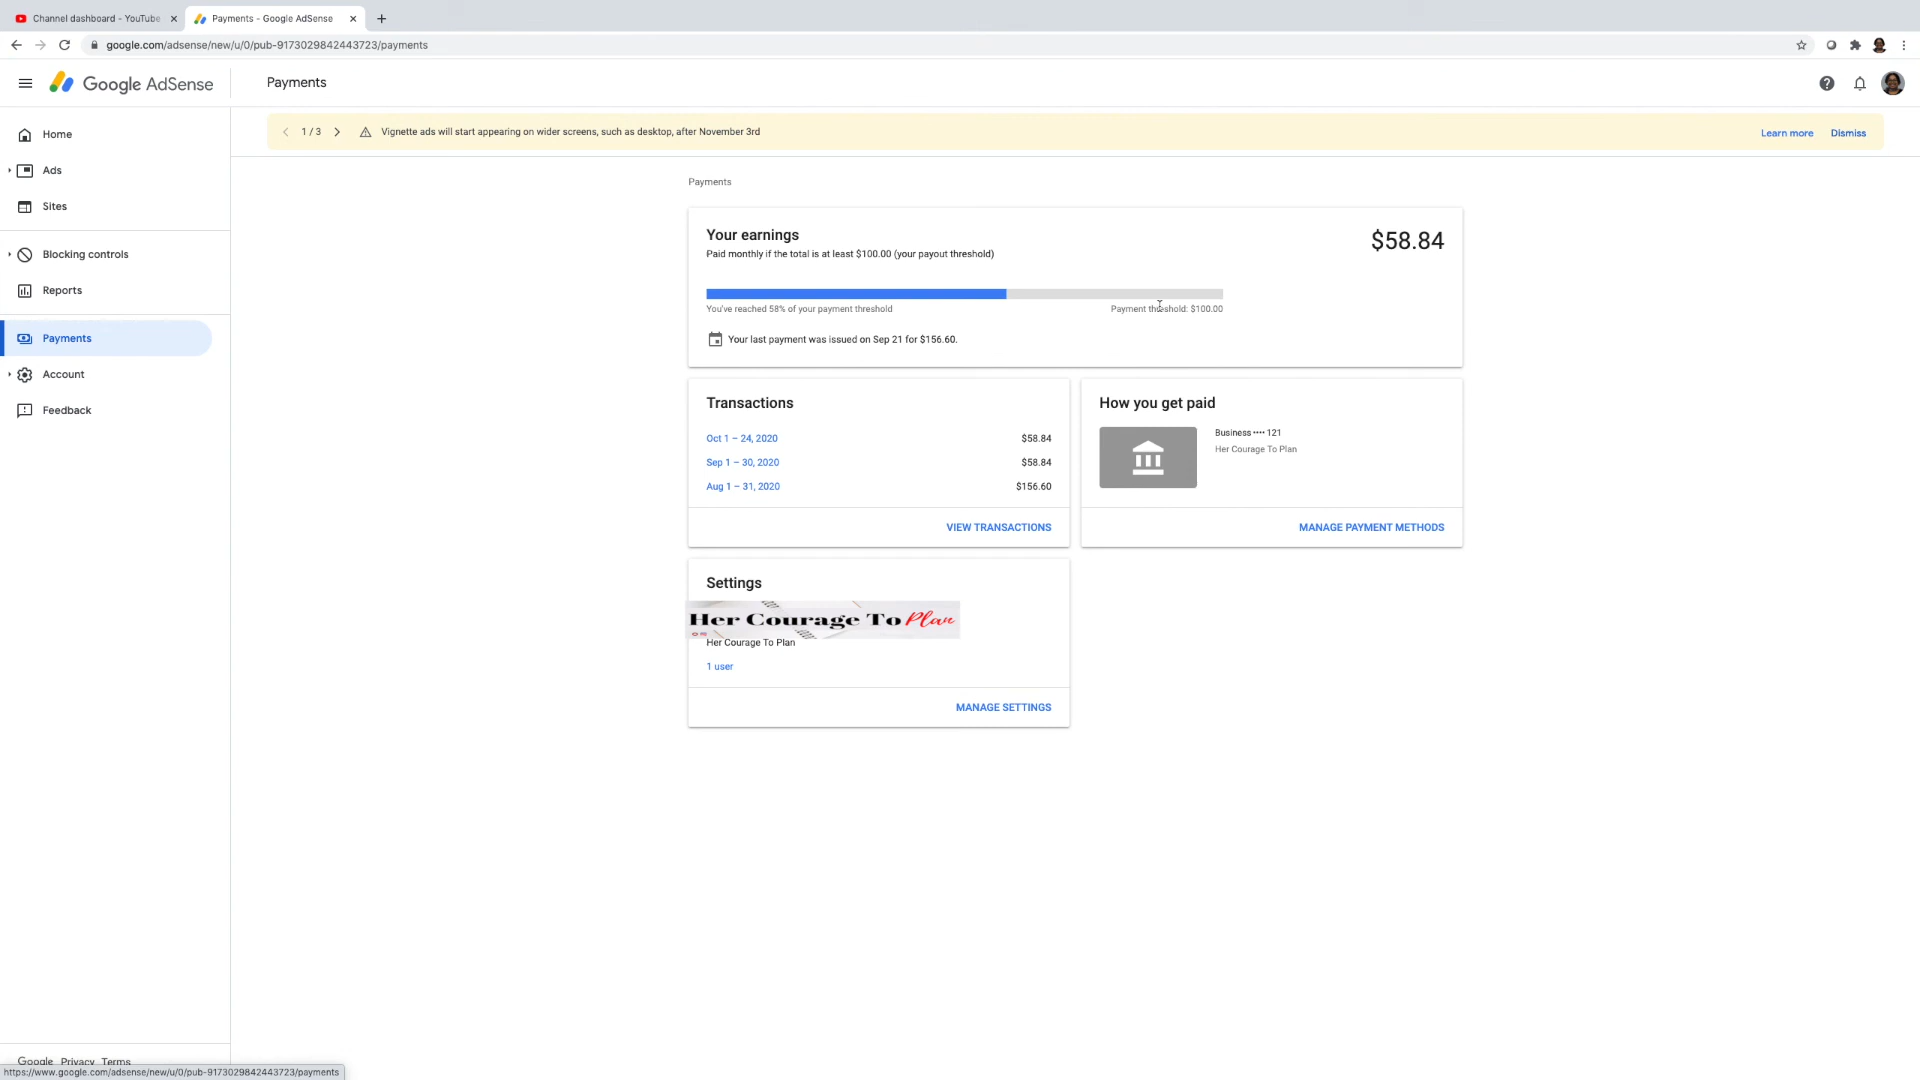 Channel dashboard - YouTube
Payments - Google AdSense
google.com/adsense/new/u/0/pub-9173029842443723/payments
Google AdSense
Payments
Home
Ads
Sites
Blocking controls
Reports
Payments
Account
Feedback
1 / 3
Vignette ads will start appearing on wider screens, such as desktop, after November 3rd
Learn more
Dismiss
Payments
Your earnings
$58.84
Paid monthly if the total is at least $100.00 (your payout threshold)
You've reached 58% of your payment threshold
Payment threshold: $100.00
Your last payment was issued on Sep 21 for $156.60.
Transactions
Oct 1 – 24, 2020 $58.84
Sep 1 – 30, 2020 $58.84
Aug 1 – 31, 2020 $156.60
VIEW TRANSACTIONS
How you get paid
Business •••• 121
Her Courage To Plan
MANAGE PAYMENT METHODS
Settings
Her Courage To Plan
Her Courage To Plan
1 user
MANAGE SETTINGS
Google Privacy Terms
https://www.google.com/adsense/new/u/0/pub-9173029842443723/payments